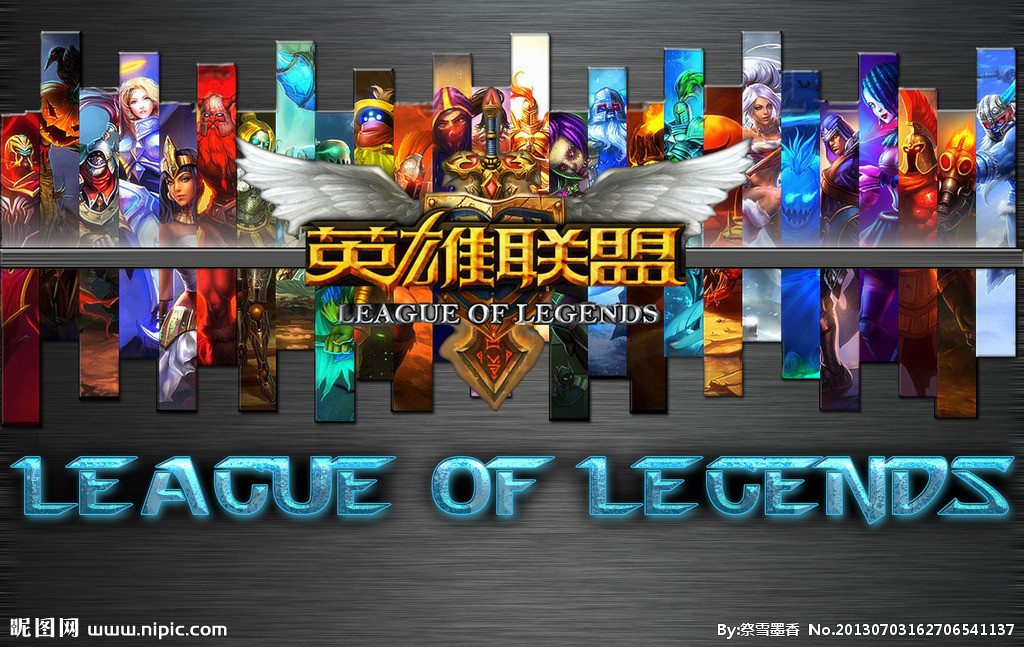 英雄联盟
LEAGUE OF LEGENDS
LEAGUE OF LEGENDS
昵图网 www.nipic.com
By:祭雪墨香 No.20130703162706541137